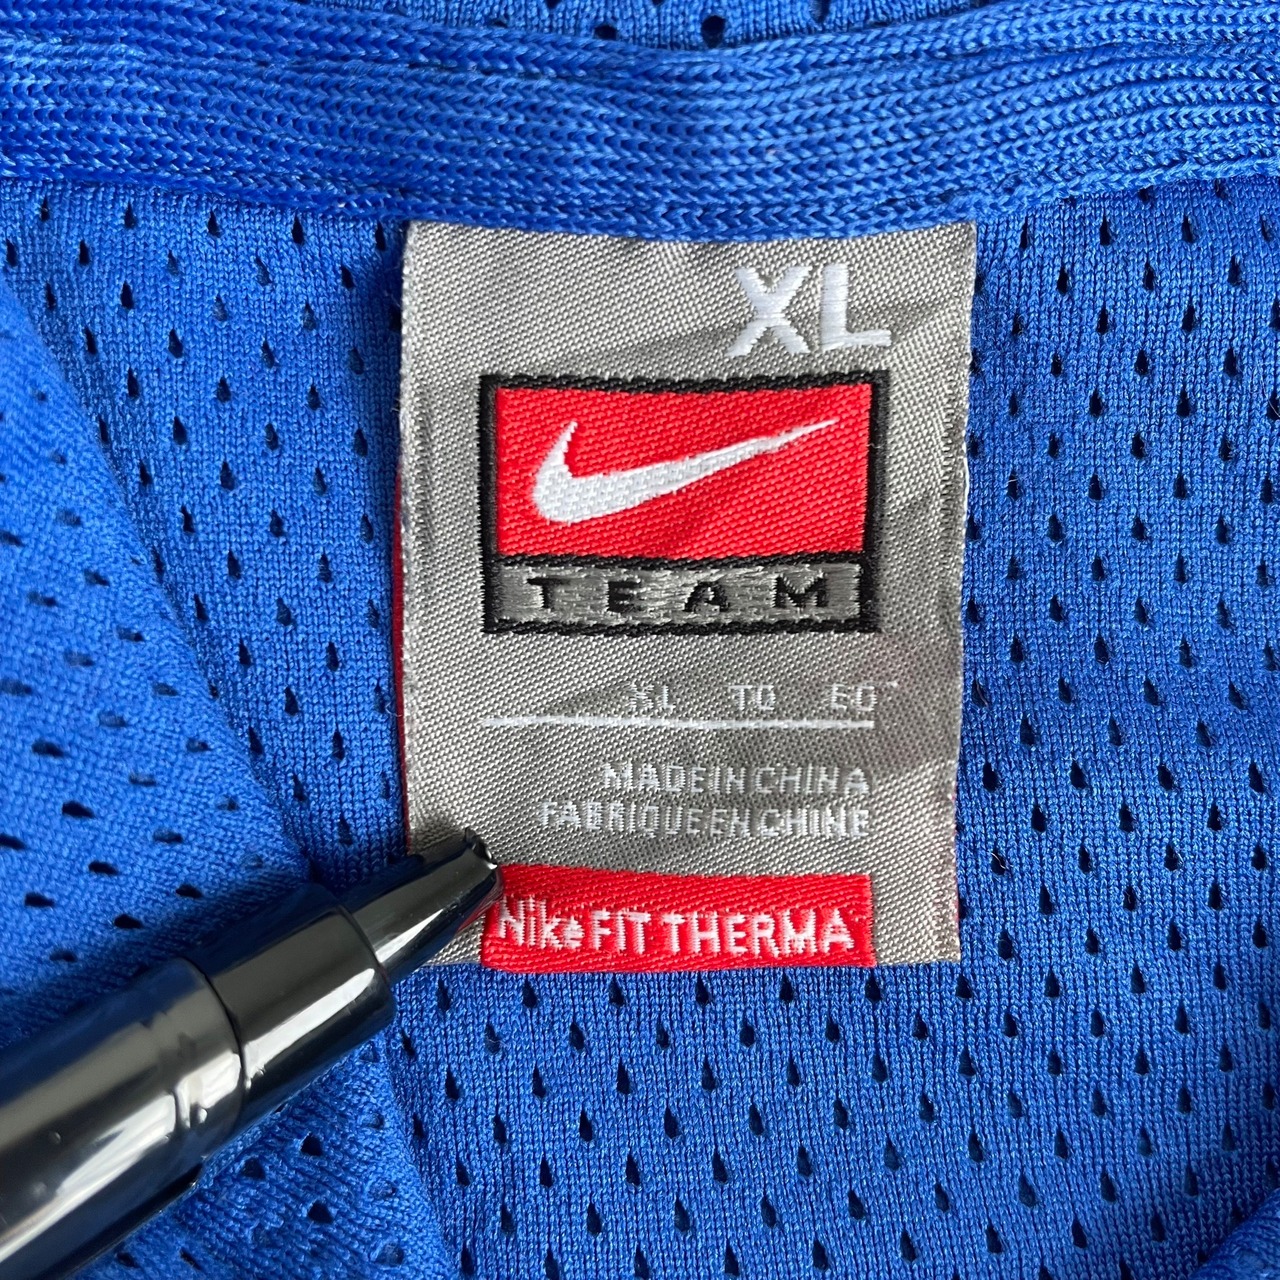 XL
TEAM
XL TG EG
MADE IN CHINA
FABRIQUE EN CHINE
Nike FIT THERMA